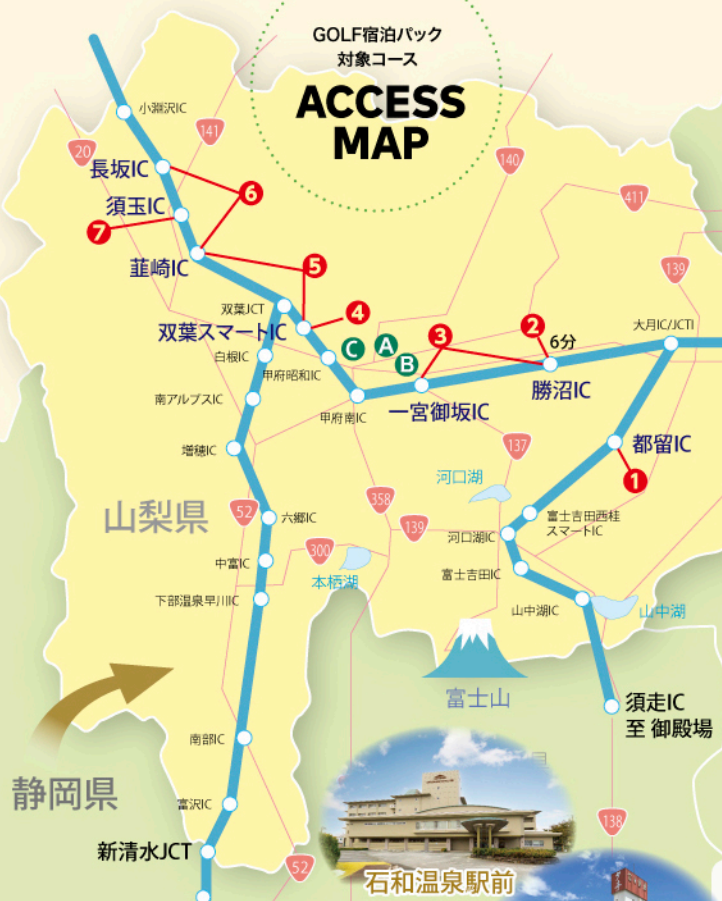 GOLF宿泊パック
対象コース
ACCESS
MAP
小淵沢IC
141
20
長坂IC
140
6
411
須玉IC
7
139
韮崎IC
5
双葉JCT
4
双葉スマートIC
3
2
6分
大月IC/JCTI
白根IC
C
A
B
甲府昭和IC
勝沼IC
南アルプスIC
甲府南IC
一宮御坂IC
増穂IC
137
都留IC
1
河口湖
山梨県
52
六郷IC
358
139
富士吉田西桂
スマートIC
河口湖IC
300
中富IC
本栖湖
富士吉田IC
下部温泉早川IC
山中湖IC
山中湖
富士山
須走IC
至 御殿場
南部IC
静岡県
富沢IC
138
新清水JCT
52
石和温泉駅前